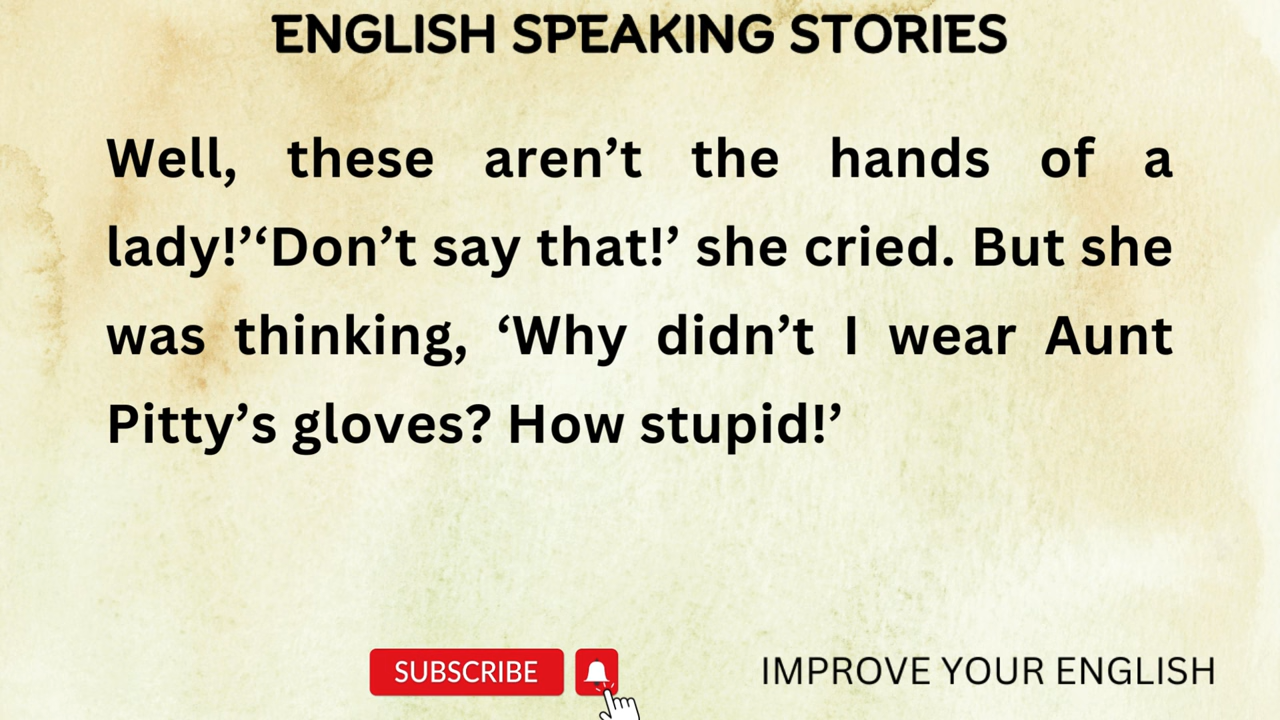 ENGLISH SPEAKING STORIES
Well, these aren’t the hands of a
lady!’‘Don’t say that!’ she cried. But she
was thinking, ‘Why didn’t I wear Aunt
Pitty’s gloves? How stupid!’
SUBSCRIBE
IMPROVE YOUR ENGLISH